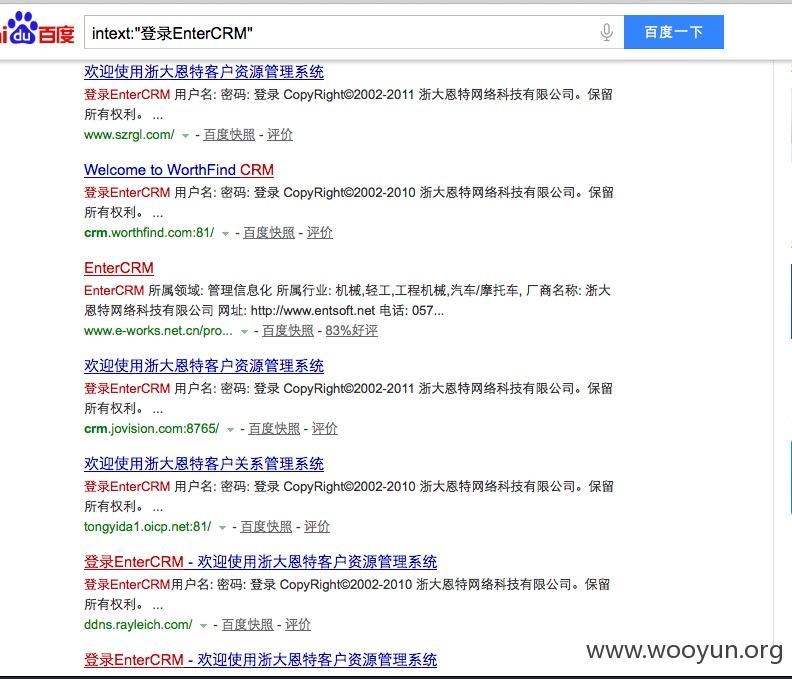 du百度
intext:"登录EnterCRM"
百度一下
欢迎使用浙大恩特客户资源管理系统
登录EnterCRM 用户名: 密码: 登录 CopyRight©2002-2011 浙大恩特网络科技有限公司。保留
所有权利。 ...
www.szrgl.com/ - 百度快照 - 评价
Welcome to WorthFind CRM
登录EnterCRM 用户名: 密码: 登录 CopyRight©2002-2010 浙大恩特网络科技有限公司。保留
所有权利。 ...
crm.worthfind.com:81/ - 百度快照 - 评价
EnterCRM
EnterCRM 所属领域: 管理信息化 所属行业: 机械,轻工,工程机械,汽车/摩托车, 厂商名称: 浙大
恩特网络科技有限公司 网址: http://www.entsoft.net 电话: 057...
www.e-works.net.cn/pro... - 百度快照 - 83%好评
欢迎使用浙大恩特客户资源管理系统
登录EnterCRM 用户名: 密码: 登录 CopyRight©2002-2011 浙大恩特网络科技有限公司。保留
所有权利。 ...
crm.jovision.com:8765/ - 百度快照 - 评价
欢迎使用浙大恩特客户关系管理系统
登录EnterCRM 用户名: 密码: 登录 CopyRight©2002-2010 浙大恩特网络科技有限公司。保留
所有权利。 ...
tongyida1.oicp.net:81/ - 百度快照 - 评价
登录EnterCRM - 欢迎使用浙大恩特客户资源管理系统
登录EnterCRM用户名: 密码: 登录 CopyRight©2002-2010 浙大恩特网络科技有限公司。保留
所有权利。 ...
ddns.rayleich.com/ - 百度快照 - 评价
登录EnterCRM - 欢迎使用浙大恩特客户资源管理系统
www.wooyun.org